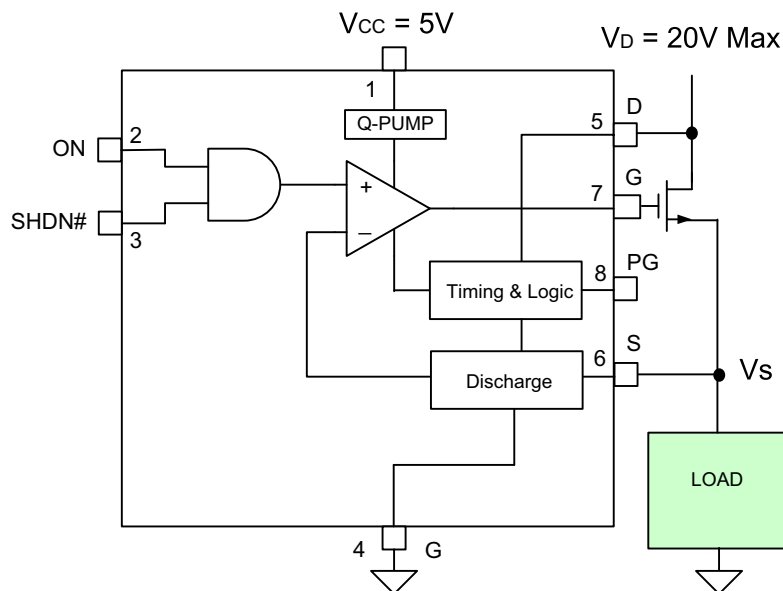 VCC = 5V
VD = 20V Max
1
D
Q-PUMP
5
ON
2
G
7
+
SHDN#
3
−
PG
8
Timing & Logic
S
6
Vs
Discharge
LOAD
4
G